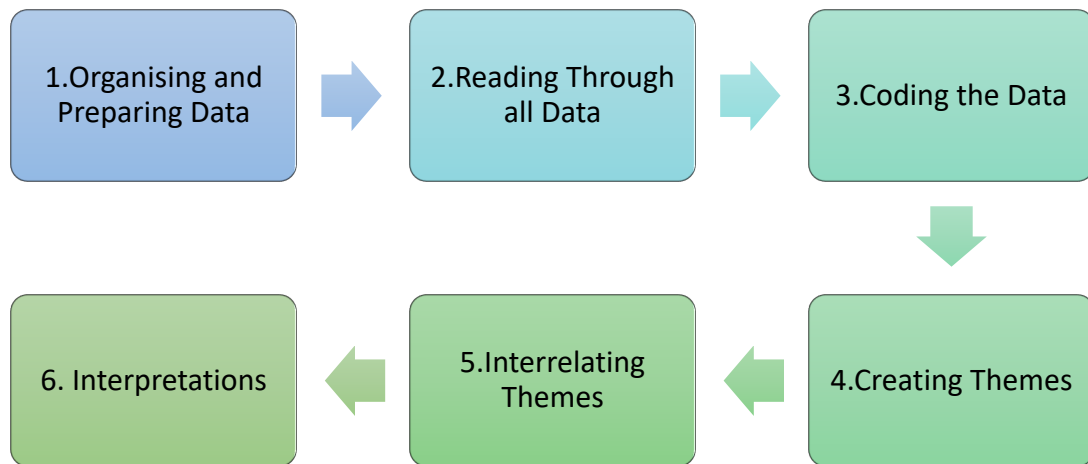 1.Organising and
Preparing Data
2.Reading Through
all Data
3.Coding the Data
4.Creating Themes
5.Interrelating
Themes
6. Interpretations